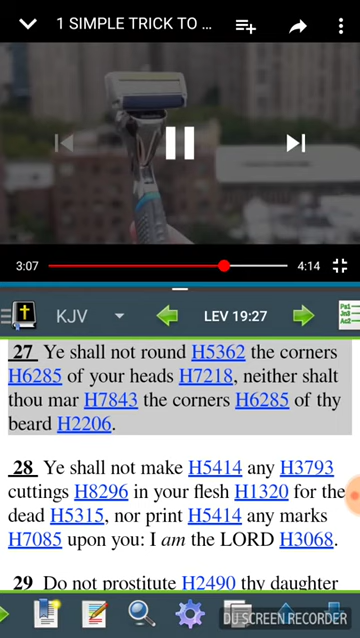 1 SIMPLE TRICK TO ...
3:07
4:14
KJV
LEV 19:27
27 Ye shall not round H5362 the corners
H6285 of your heads H7218, neither shalt
thou mar H7843 the corners H6285 of thy
beard H2206.
28 Ye shall not make H5414 any H3793
cuttings H8296 in your flesh H1320 for the
dead H5315, nor print H5414 any marks
H7085 upon you: I am the LORD H3068.
29 Do not prostitute H2490 thy daughter
DU SCREEN RECORDER